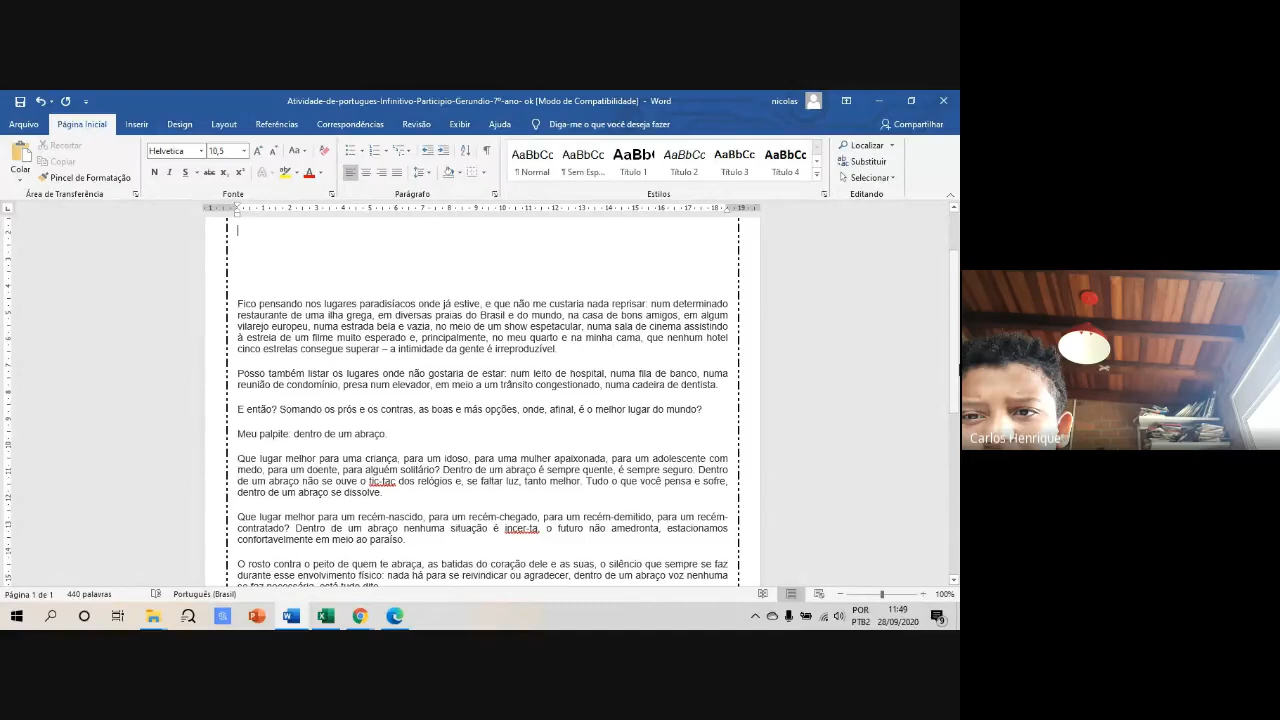 Atividade-de-portugues-Infinitivo-Participio-Gerundio-7º-ano- ok [Modo de Compatibilidade] - Word
nicolas
Arquivo Página Inicial Inserir Design Layout Referências Correspondências Revisão Exibir Ajuda Diga-me o que você deseja fazer Compartilhar
Colar
Recortar
Copiar
Pincel de Formatação
Área de Transferência
Helvetica 10,5
N I S abc x₂ x²
Fonte
Parágrafo
AaBbCc AaBbCc AaBb( AaBbCc AaBbCc AaBbCc
¶ Normal ¶ Sem Esp... Título 1 Título 2 Título 3 Título 4
Estilos
Localizar
Substituir
Selecionar
Editando
Fico pensando nos lugares paradisíacos onde já estive, e que não me custaria nada reprisar: num determinado
restaurante de uma ilha grega, em diversas praias do Brasil e do mundo, na casa de bons amigos, em algum
vilarejo europeu, numa estrada bela e vazia, no meio de um show espetacular, numa sala de cinema assistindo
à estreia de um filme muito esperado e, principalmente, no meu quarto e na minha cama, que nenhum hotel
cinco estrelas consegue superar – a intimidade da gente é irreproduzível.
Posso também listar os lugares onde não gostaria de estar: num leito de hospital, numa fila de banco, numa
reunião de condomínio, presa num elevador, em meio a um trânsito congestionado, numa cadeira de dentista.
E então? Somando os prós e os contras, as boas e más opções, onde, afinal, é o melhor lugar do mundo?
Meu palpite: dentro de um abraço.
Que lugar melhor para uma criança, para um idoso, para uma mulher apaixonada, para um adolescente com
medo, para um doente, para alguém solitário? Dentro de um abraço é sempre quente, é sempre seguro. Dentro
de um abraço não se ouve o tic-tac dos relógios e, se faltar luz, tanto melhor. Tudo o que você pensa e sofre,
dentro de um abraço se dissolve.
Que lugar melhor para um recém-nascido, para um recém-chegado, para um recém-demitido, para um recém-
contratado? Dentro de um abraço nenhuma situação é incer-ta, o futuro não amedronta, estacionamos
confortavelmente em meio ao paraíso.
O rosto contra o peito de quem te abraça, as batidas do coração dele e as suas, o silêncio que sempre se faz
durante esse envolvimento físico: nada há para se reivindicar ou agradecer, dentro de um abraço voz nenhuma
se faz necessária, está tudo dito.
Página 1 de 1 440 palavras Português (Brasil) 100%
POR
PTB2
11:49
28/09/2020
9
Carlos Henrique